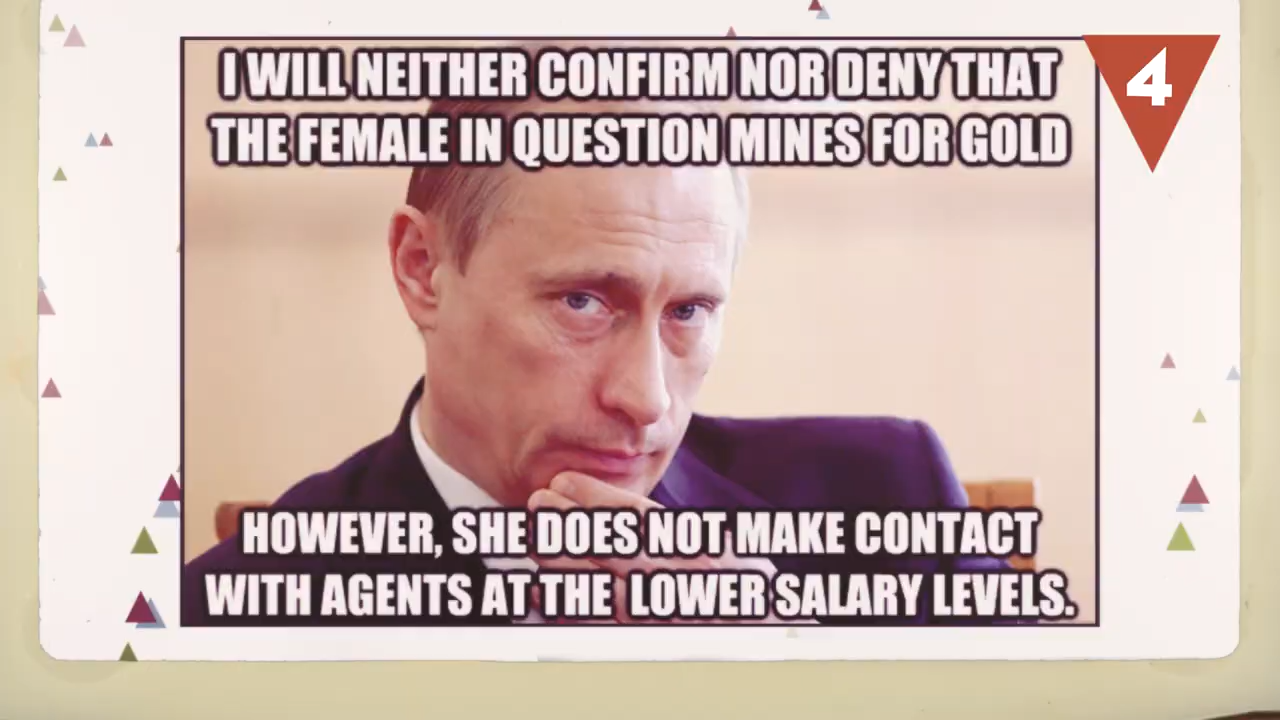 I WILL NEITHER CONFIRM NOR DENY THAT
THE FEMALE IN QUESTION MINES FOR GOLD
4
HOWEVER, SHE DOES NOT MAKE CONTACT
WITH AGENTS AT THE LOWER SALARY LEVELS.